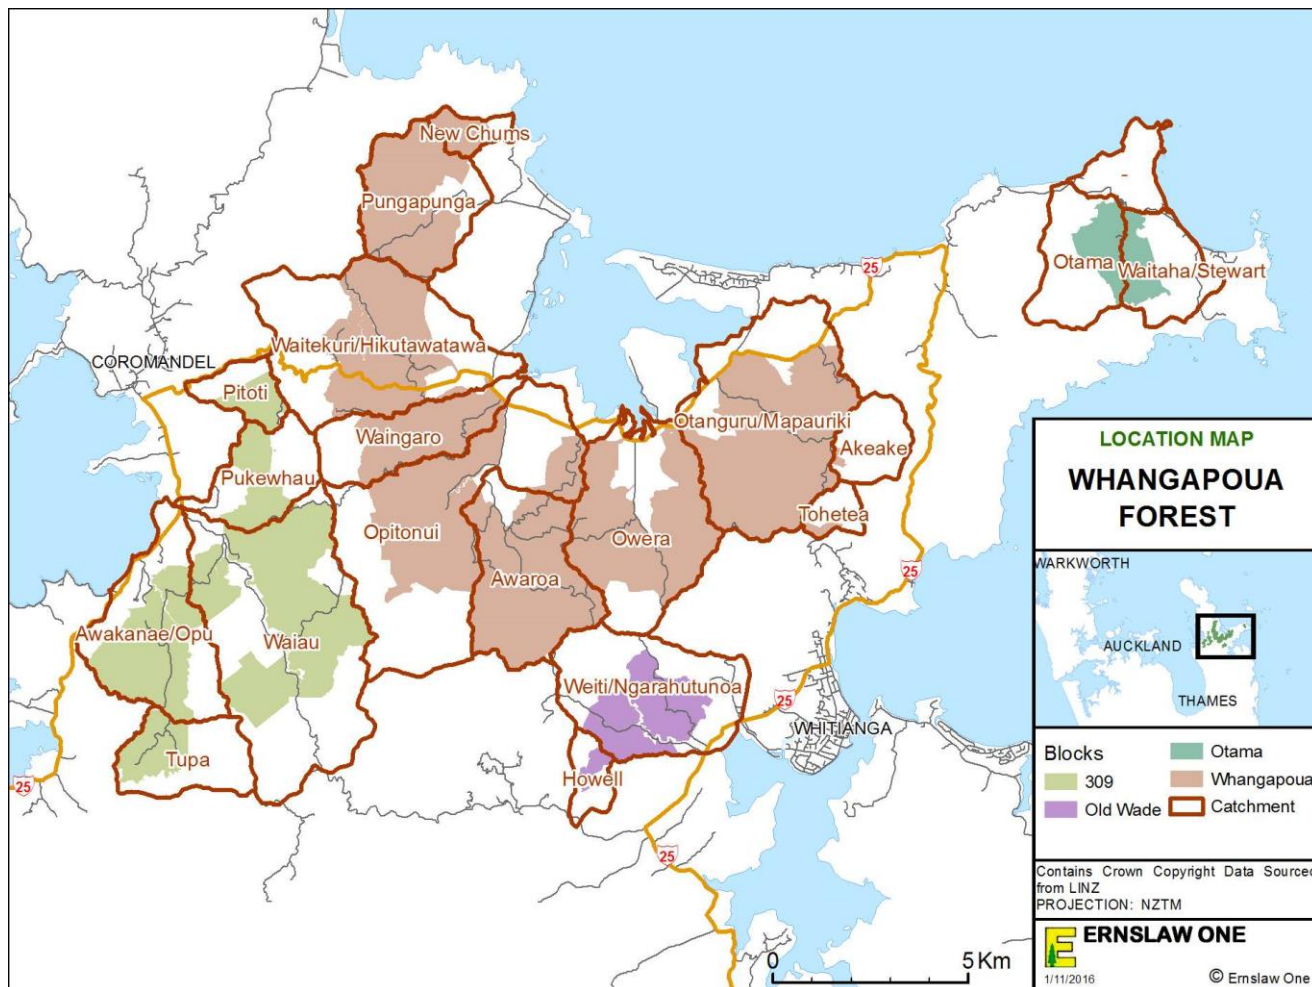 New Chums
Pungapunga
25
Otama
Waitaha/Stewart
Waitekuri/Hikutawatawa
COROMANDEL
Pitoti
Waingaro
Otanguru/Mapauriki
Akeake
Pukewhau
Opitonui
Owera
Tohetea
Awaroa
25
Awakanae/Opu
Waiau
Weiti/Ngarahutunoa
25
WHITIANGA
Tupa
Howell
25
25
0
5 Km
LOCATION MAP
WHANGAPOUA
FOREST
WARKWORTH
AUCKLAND
THAMES
Blocks
309
Old Wade
Otama
Whangapoua
Catchment
Contains Crown Copyright Data Sourced
from LINZ
PROJECTION: NZTM
E
ERNSLAW ONE
1/11/2016
© Ernslaw One